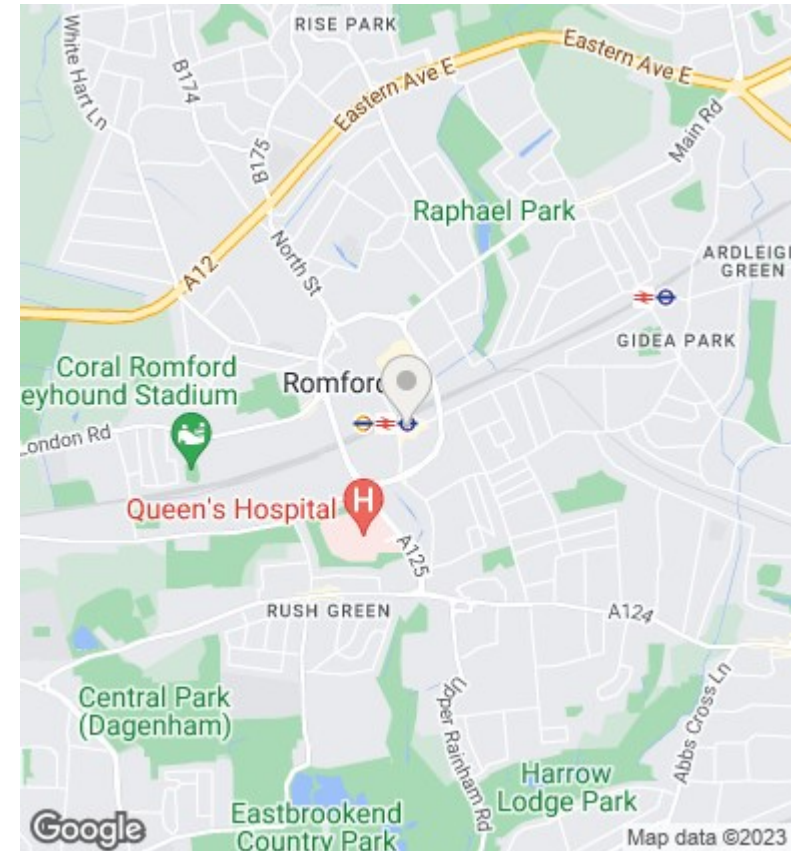 RISE PARK
White Hart Ln
B174
Eastern Ave E
Eastern Ave E
B175
Main Rd
Raphael Park
North St
A12
ARDLEIGH
GREEN
GIDEA PARK
Coral Romford
eyhound Stadium
Romford
London Rd
Queen's Hospital
H
A125
RUSH GREEN
A124
Central Park
(Dagenham)
Upper Rainham Rd
Abbs Cross Ln
Harrow
Lodge Park
Eastbrookend
Country Park
Google
Map data ©2023